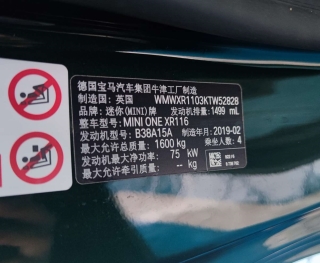 德国宝马汽车集团牛津工厂制造
制造国：英国 WMWXR1103KTW52828
品牌：迷你(MINI)牌 发动机排量：1499 mL
整车型号：MINI ONE XR116
发动机型号：B38A15A 制造年月：2019-02
最大允许总质量：1600 kg 乘坐人数：4
发动机最大净功率：75 kW
最大允许总质量：-- kg